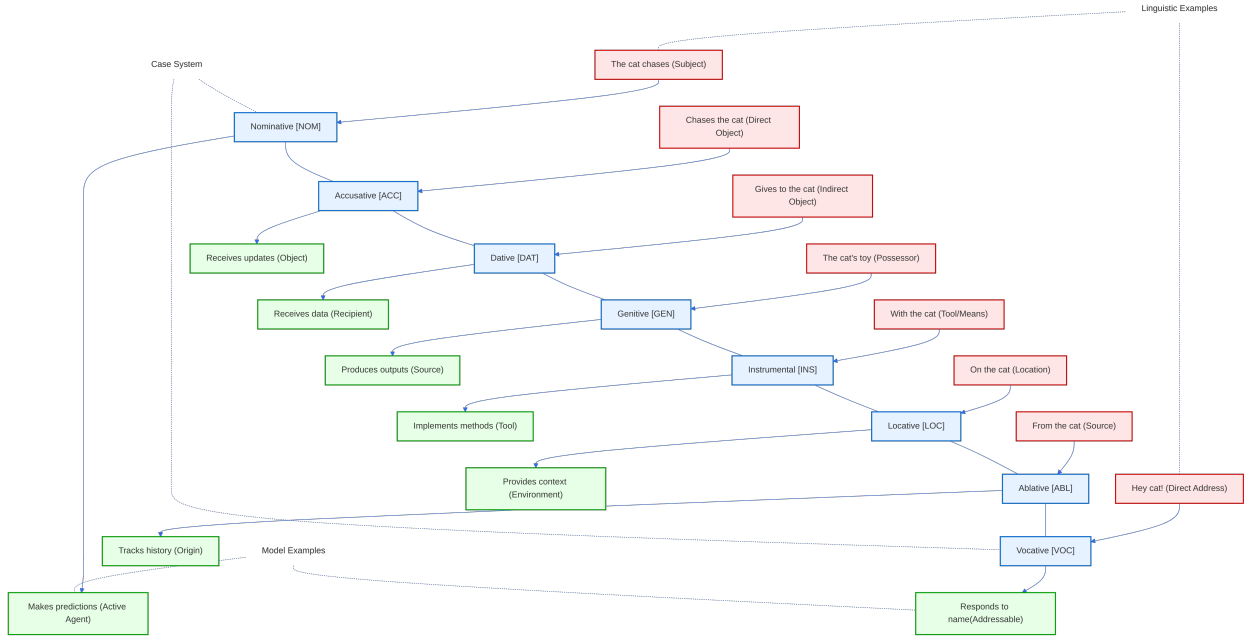 Linguistic Examples
The cat chases (Subject)
Case System
Nominative [NOM]
Chases the cat (Direct
Object)
Accusative [ACC]
Gives to the cat (Indirect
Object)
Receives updates (Object)
Dative [DAT]
The cat's toy (Possessor)
Receives data (Recipient)
Genitive [GEN]
With the cat (Tool/Means)
Produces outputs (Source)
Instrumental [INS]
On the cat (Location)
Implements methods (Tool)
Locative [LOC]
From the cat (Source)
Provides context
(Environment)
Ablative [ABL]
Hey cat! (Direct Address)
Tracks history (Origin)
Model Examples
Vocative [VOC]
Makes predictions (Active
Agent)
Responds to
name(Addressable)